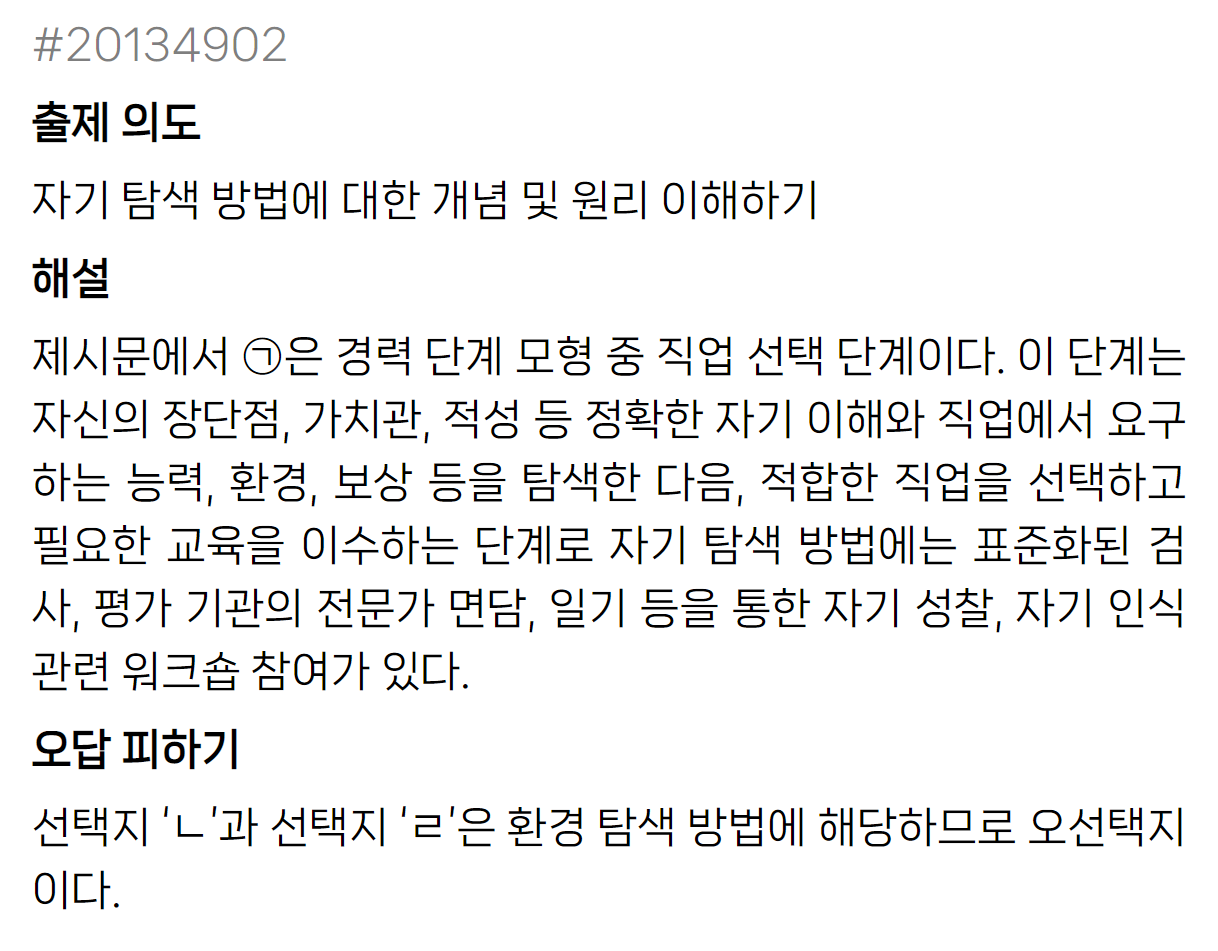 #20134902
출제 의도
자기 탐색 방법에 대한 개념 및 원리 이해하기
해설
제시문에서 ㉠은 경력 단계 모형 중 직업 선택 단계이다. 이 단계는
자신의 장단점, 가치관, 적성 등 정확한 자기 이해와 직업에서 요구
하는 능력, 환경, 보상 등을 탐색한 다음, 적합한 직업을 선택하고
필요한 교육을 이수하는 단계로 자기 탐색 방법에는 표준화된 검
사, 평가 기관의 전문가 면담, 일기 등을 통한 자기 성찰, 자기 인식
관련 워크숍 참여가 있다.
오답 피하기
선택지 ‘ㄴ’과 선택지 ‘ㄹ’은 환경 탐색 방법에 해당하므로 오선택지
이다.